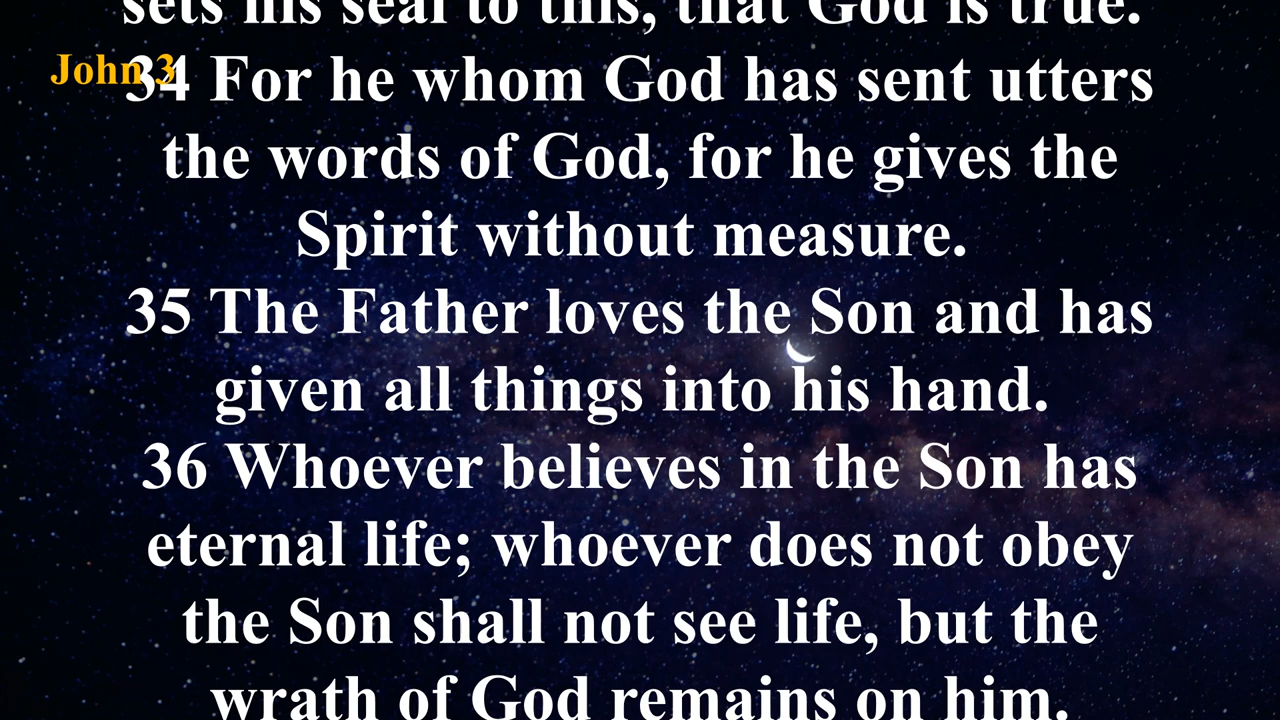 sets his seal to this, that God is true.
John 3
34 For he whom God has sent utters
the words of God, for he gives the
Spirit without measure.
35 The Father loves the Son and has
given all things into his hand.
36 Whoever believes in the Son has
eternal life; whoever does not obey
the Son shall not see life, but the
wrath of God remains on him.